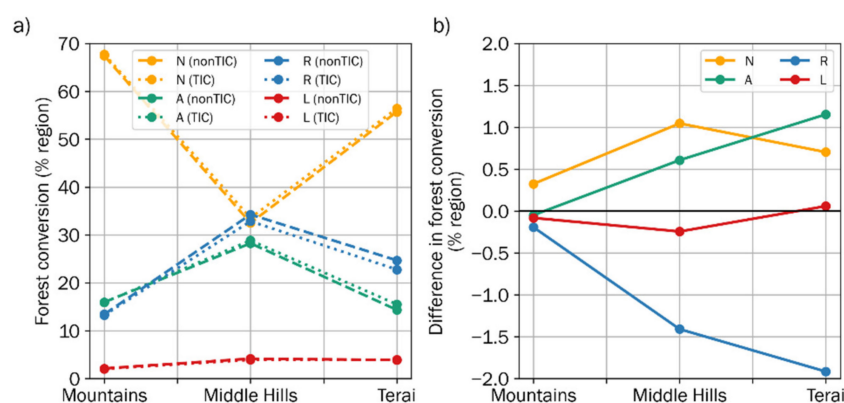 a)
Forest conversion (% region)
70
60
50
40
30
20
10
0
N (nonTIC)
N (TIC)
A (nonTIC)
A (TIC)
R (nonTIC)
R (TIC)
L (nonTIC)
L (TIC)
Mountains
Middle Hills
Terai
b)
Difference in forest conversion
(% region)
2.0
1.5
1.0
0.5
0.0
−0.5
−1.0
−1.5
−2.0
N
A
R
L
Mountains
Middle Hills
Terai